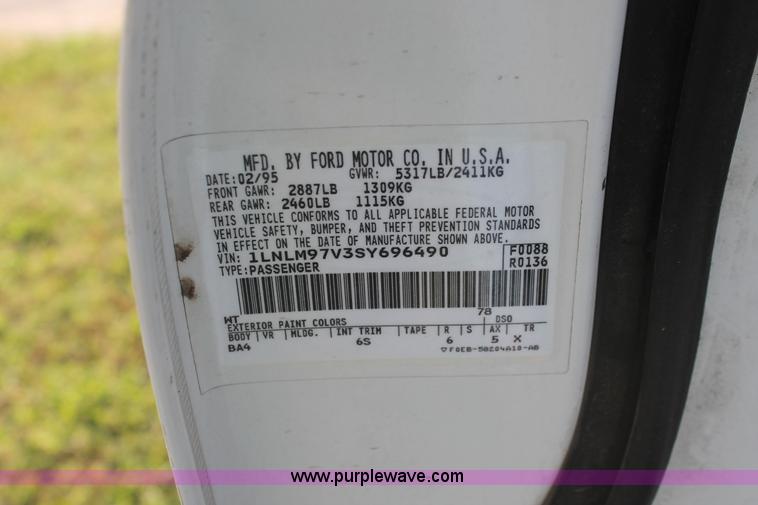 MFD. BY FORD MOTOR CO. IN U.S.A.
DATE:02/95 GVWR: 5317LB/2411KG
FRONT GAWR: 2887LB 1309KG
REAR GAWR: 2460LB 1115KG
THIS VEHICLE CONFORMS TO ALL APPLICABLE FEDERAL MOTOR
VEHICLE SAFETY, BUMPER, AND THEFT PREVENTION STANDARDS
IN EFFECT ON THE DATE OF MANUFACTURE SHOWN ABOVE.
VIN: 1LNLM97V3SY696490 F0088
TYPE:PASSENGER R0136
WT 78
EXTERIOR PAINT COLORS DSO
BODY VR MLDG. INT TRIM TAPE R S AX TR
BA4 6S 6 5 X
▽F0EB-50204A10-AB
www.purplewave.com